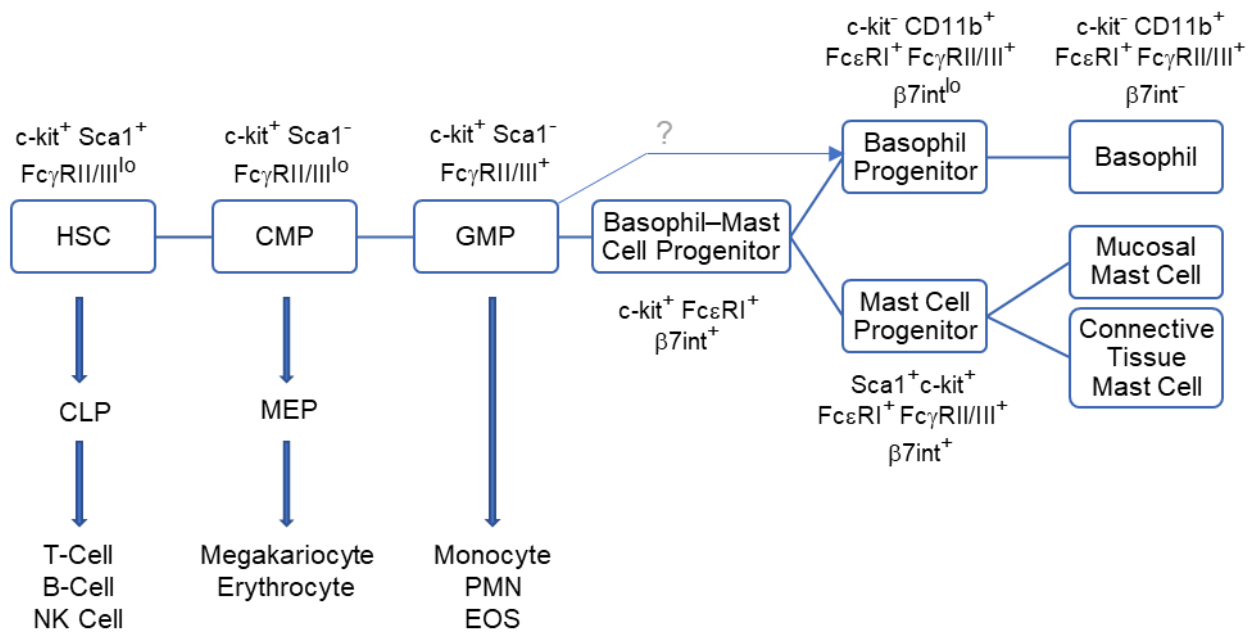 c-kit⁻ CD11b⁺
FcεRI⁺ FcγRII/III⁺
β7int^lo
c-kit⁻ CD11b⁺
FcεRI⁺ FcγRII/III⁺
β7int⁻
c-kit⁺ Sca1⁺
FcγRII/III^lo
c-kit⁺ Sca1⁻
FcγRII/III^lo
c-kit⁺ Sca1⁻
FcγRII/III⁺
?
Basophil
Progenitor
Basophil
HSC
CMP
GMP
Basophil–Mast
Cell Progenitor
Mucosal
Mast Cell
Mast Cell
Progenitor
Connective
Tissue
Mast Cell
c-kit⁺ FcεRI⁺
β7int⁺
Sca1⁺c-kit⁺
FcεRI⁺ FcγRII/III⁺
β7int⁺
CLP
MEP
T-Cell
B-Cell
NK Cell
Megakariocyte
Erythrocyte
Monocyte
PMN
EOS